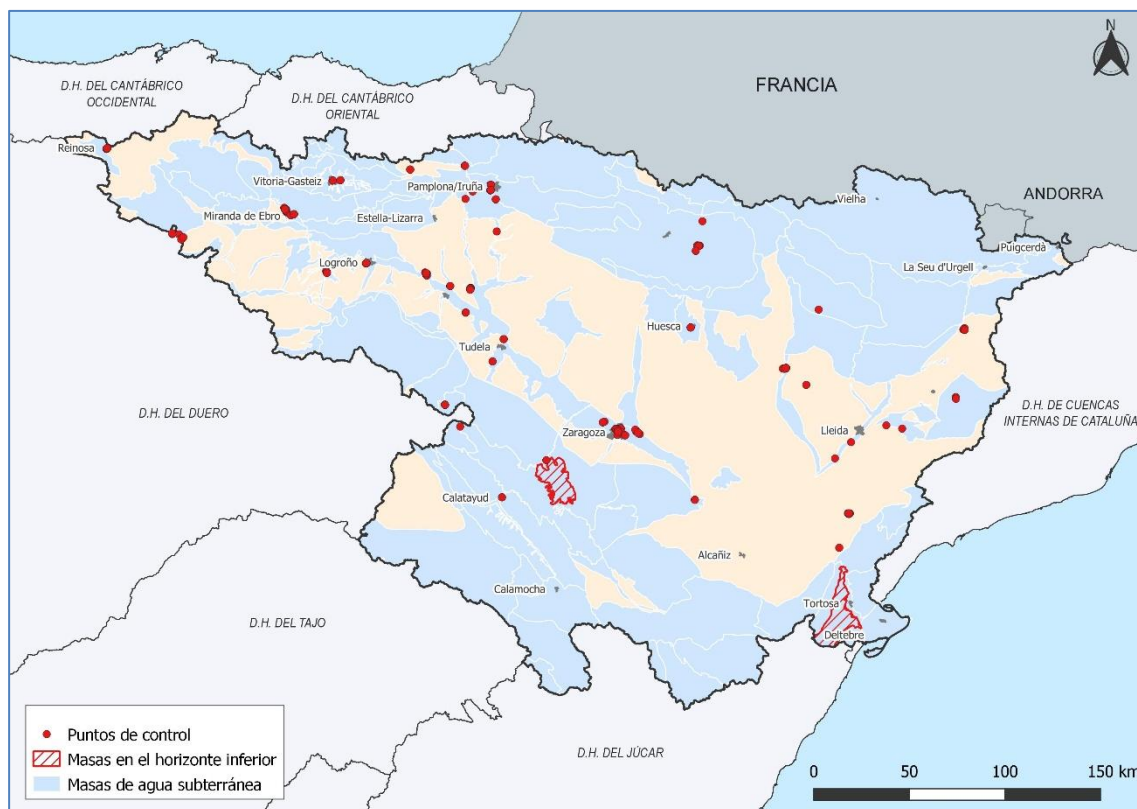 N
FRANCIA
D.H. DEL CANTÁBRICO
OCCIDENTAL
D.H. DEL CANTÁBRICO
ORIENTAL
Reinosa
Vitoria-Gasteiz
Pamplona/Iruña
ANDORRA
Vielha
Miranda de Ebro
Estella-Lizarra
Puigcerdà
La Seu d'Urgell
Logroño
Huesca
Tudela
D.H. DEL DUERO
D.H. DE CUENCAS
INTERNAS DE CATALUÑA
Zaragoza
Lleida
Calatayud
Alcañiz
Calamocha
Tortosa
D.H. DEL TAJO
Deltebre
D.H. DEL JÚCAR
Puntos de control
Masas en el horizonte inferior
Masas de agua subterránea
0 50 100 150 km